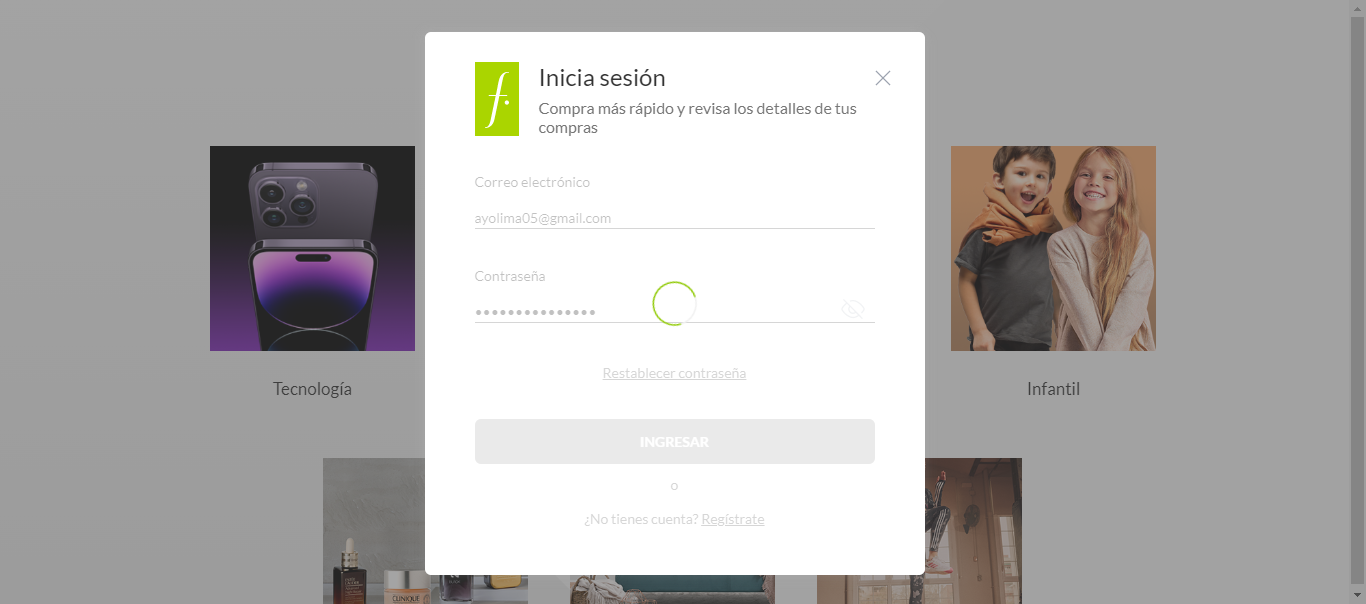 f.
Inicia sesión
Compra más rápido y revisa los detalles de tus
compras
Correo electrónico
ayolima05@gmail.com
Contraseña
•••••••••••••••
Restablecer contraseña
INGRESAR
o
¿No tienes cuenta? Regístrate
Tecnología
Infantil
CLINIQUE